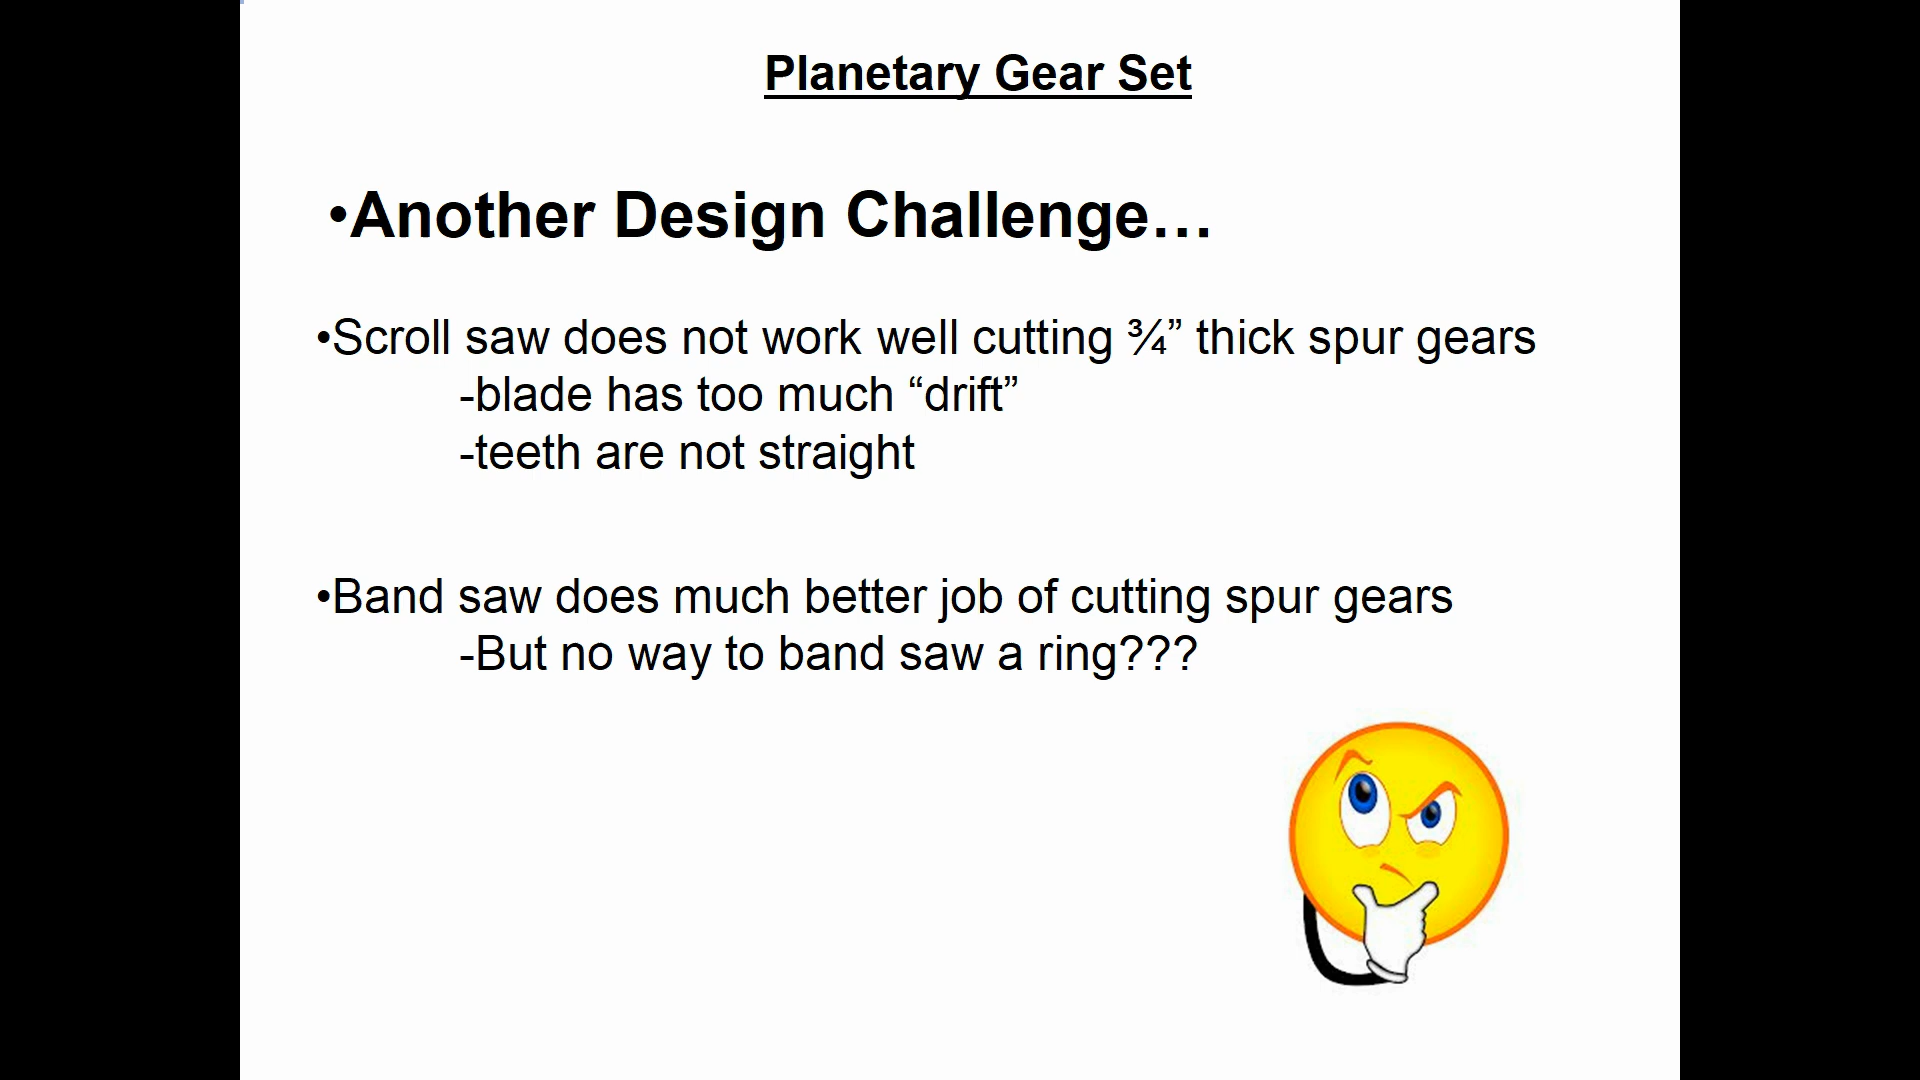 Planetary Gear Set
•Another Design Challenge…
•Scroll saw does not work well cutting ¾” thick spur gears
-blade has too much “drift”
-teeth are not straight
•Band saw does much better job of cutting spur gears
-But no way to band saw a ring???